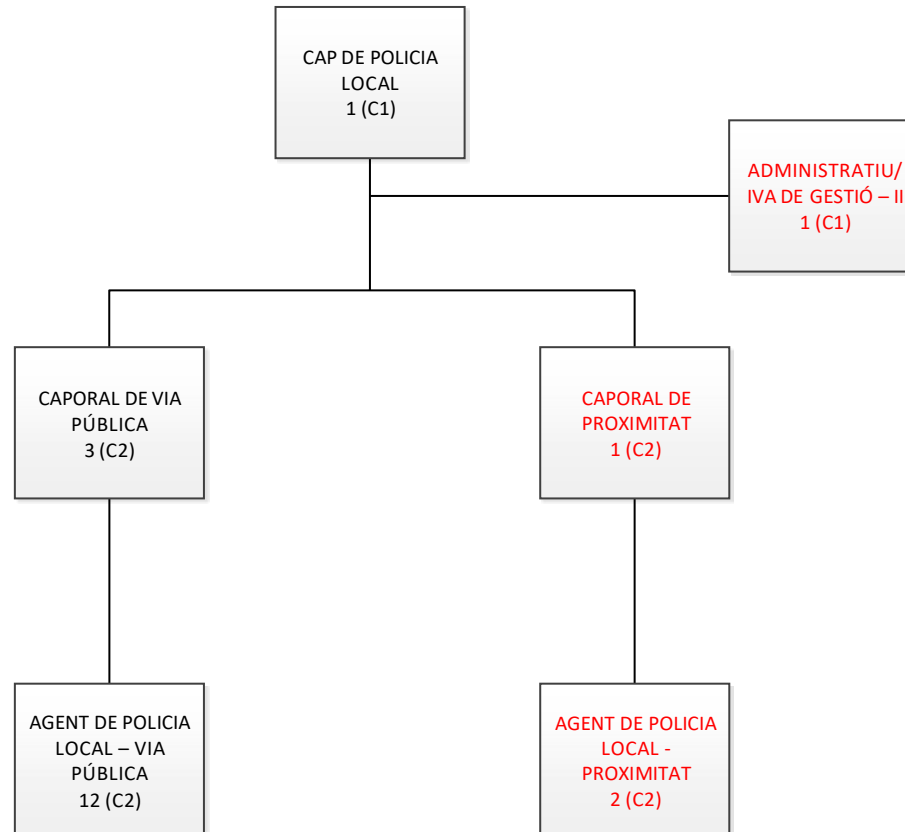 CAP DE POLICIA
LOCAL
1 (C1)
ADMINISTRATIU/
IVA DE GESTIÓ – II
1 (C1)
CAPORAL DE VIA
PÚBLICA
3 (C2)
CAPORAL DE
PROXIMITAT
1 (C2)
AGENT DE POLICIA
LOCAL – VIA
PÚBLICA
12 (C2)
AGENT DE POLICIA
LOCAL -
PROXIMITAT
2 (C2)